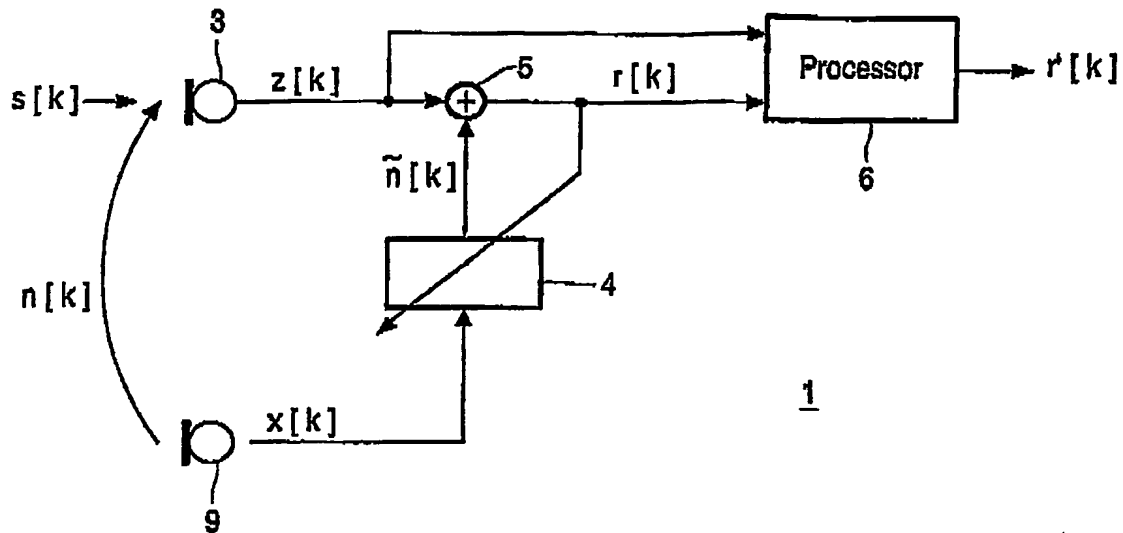 3
5
z[k]
r[k]
s[k]
+
Processor
r'[k]
6
ñ[k]
n[k]
4
x[k]
1
9